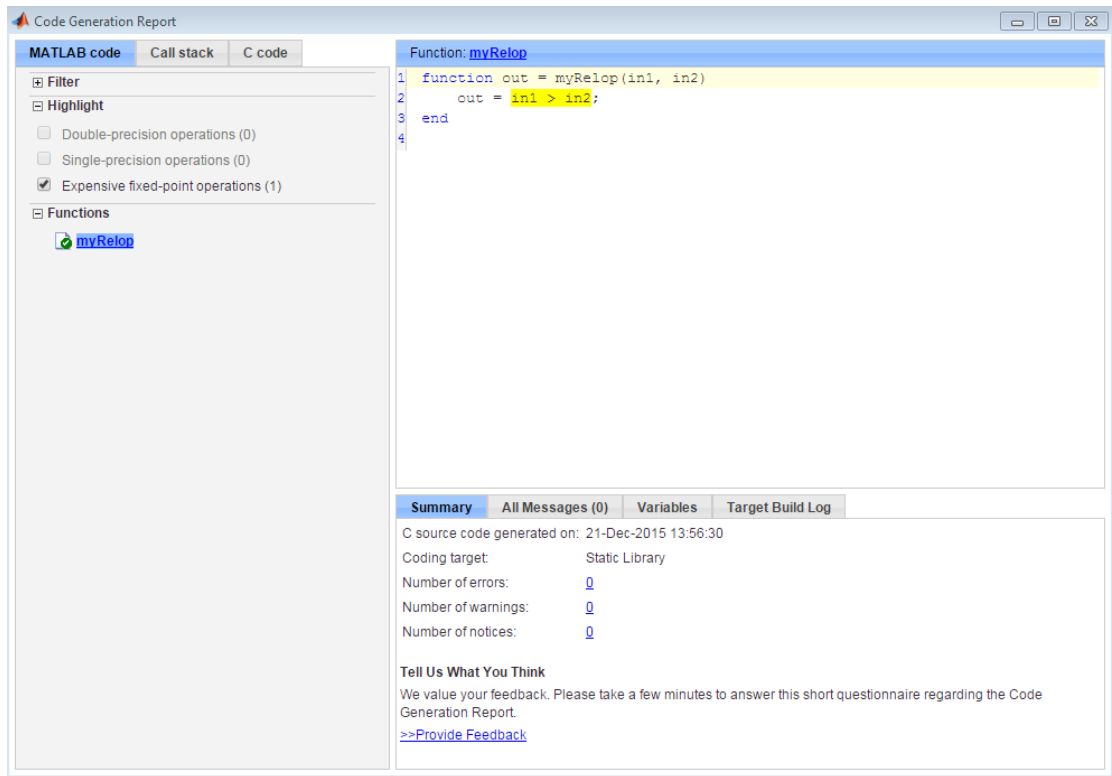 Code Generation Report
MATLAB code Call stack C code
Filter
Highlight
Double-precision operations (0)
Single-precision operations (0)
Expensive fixed-point operations (1)
Functions
myRelop
Function: myRelop
1 function out = myRelop(in1, in2)
2 out = in1 > in2;
3 end
4
Summary All Messages (0) Variables Target Build Log
C source code generated on: 21-Dec-2015 13:56:30
Coding target: Static Library
Number of errors: 0
Number of warnings: 0
Number of notices: 0
Tell Us What You Think
We value your feedback. Please take a few minutes to answer this short questionnaire regarding the Code
Generation Report.
>>Provide Feedback